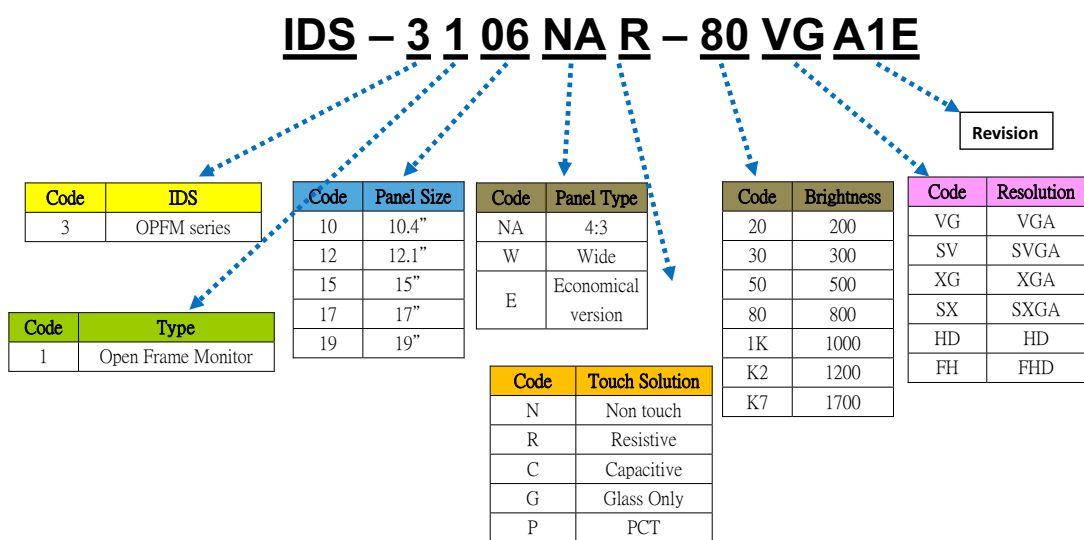 IDS – 3 1 06 NA R – 80 VG A1E
Revision
Code IDS
3 OPFM series
Code Type
1 Open Frame Monitor
Code Panel Size
10 10.4”
12 12.1”
15 15”
17 17”
19 19”
Code Panel Type
NA 4:3
W Wide
E Economical
version
Code Touch Solution
N Non touch
R Resistive
C Capacitive
G Glass Only
P PCT
Code Brightness
20 200
30 300
50 500
80 800
1K 1000
K2 1200
K7 1700
Code Resolution
VG VGA
SV SVGA
XG XGA
SX SXGA
HD HD
FH FHD